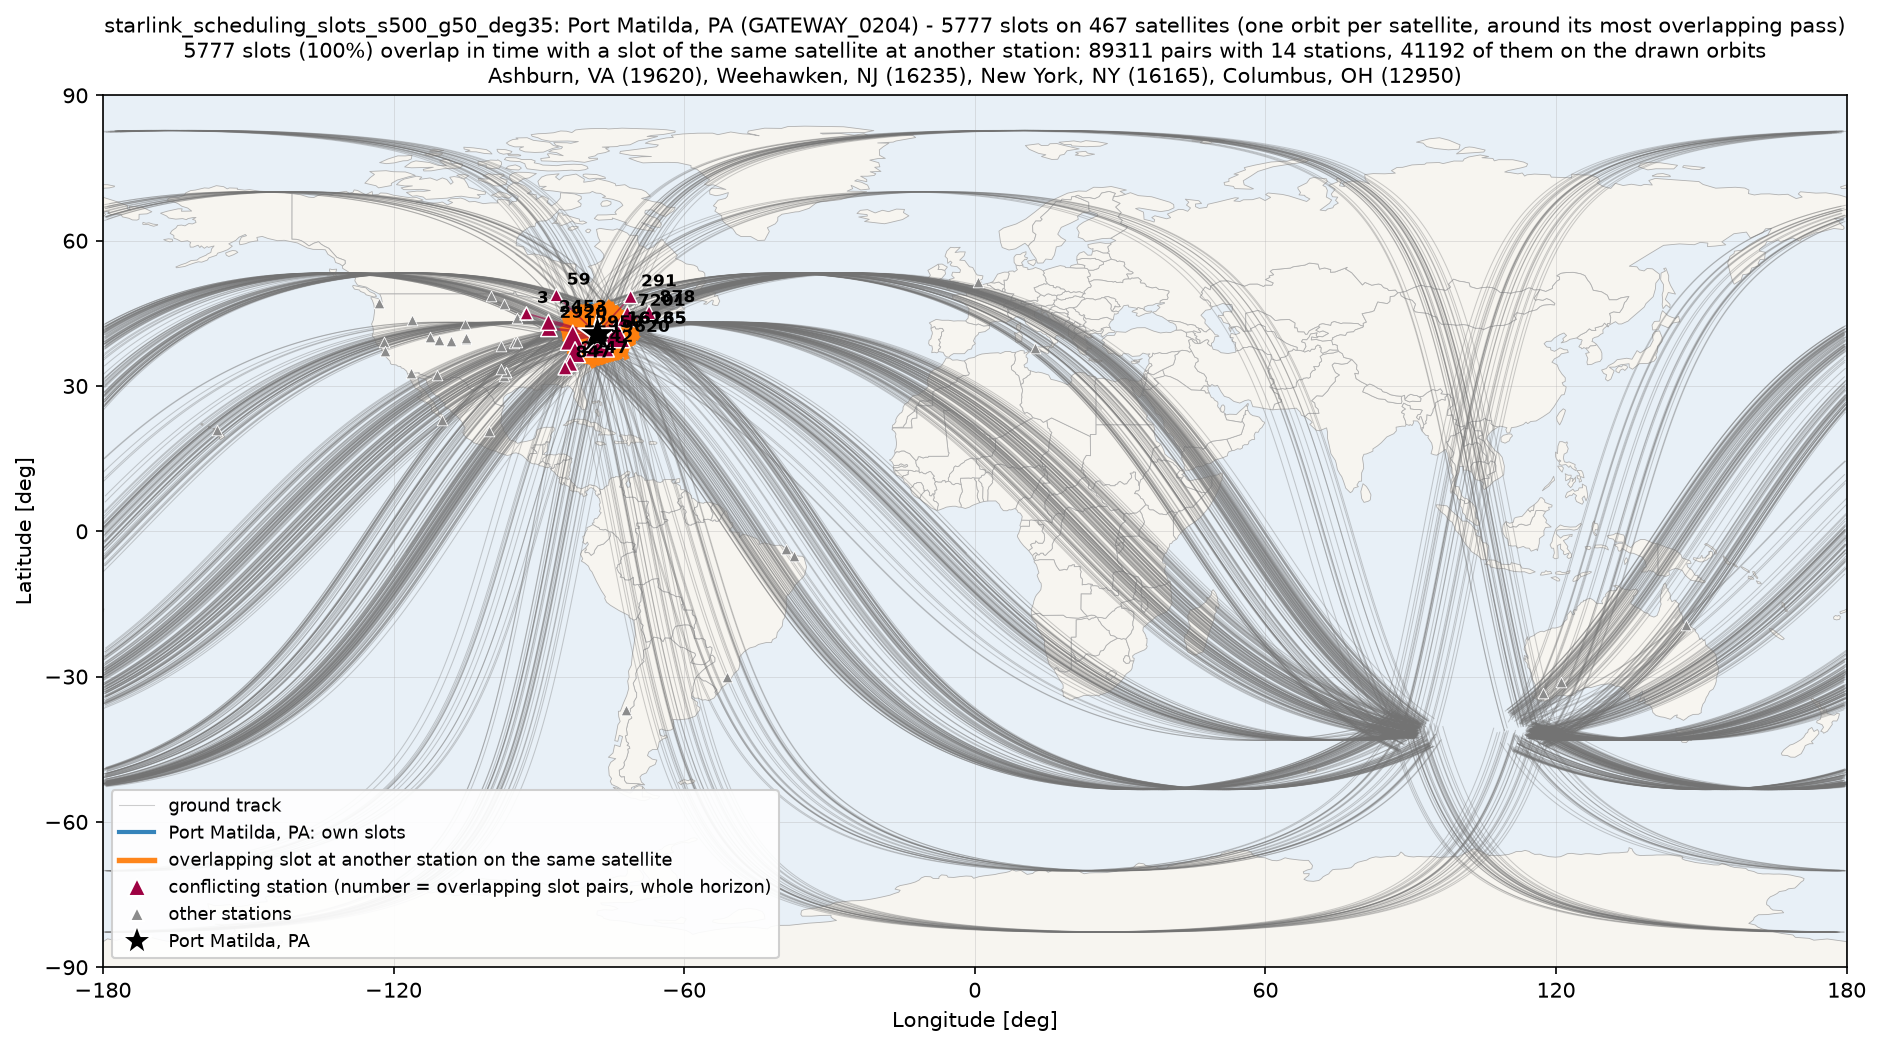 starlink_scheduling_slots_s500_g50_deg35: Port Matilda, PA (GATEWAY_0204) - 5777 slots on 467 satellites (one orbit per satellite, around its most overlapping pass)
5777 slots (100%) overlap in time with a slot of the same satellite at another station: 89311 pairs with 14 stations, 41192 of them on the drawn orbits
Ashburn, VA (19620), Weehawken, NJ (16235), New York, NY (16165), Columbus, OH (12950)
90
60
30
0
−30
−60
−90
Latitude [deg]
59
291
3
2453
2920
847
ground track
Port Matilda, PA: own slots
overlapping slot at another station on the same satellite
conflicting station (number = overlapping slot pairs, whole horizon)
other stations
Port Matilda, PA
−180
−120
−60
0
60
120
180
Longitude [deg]